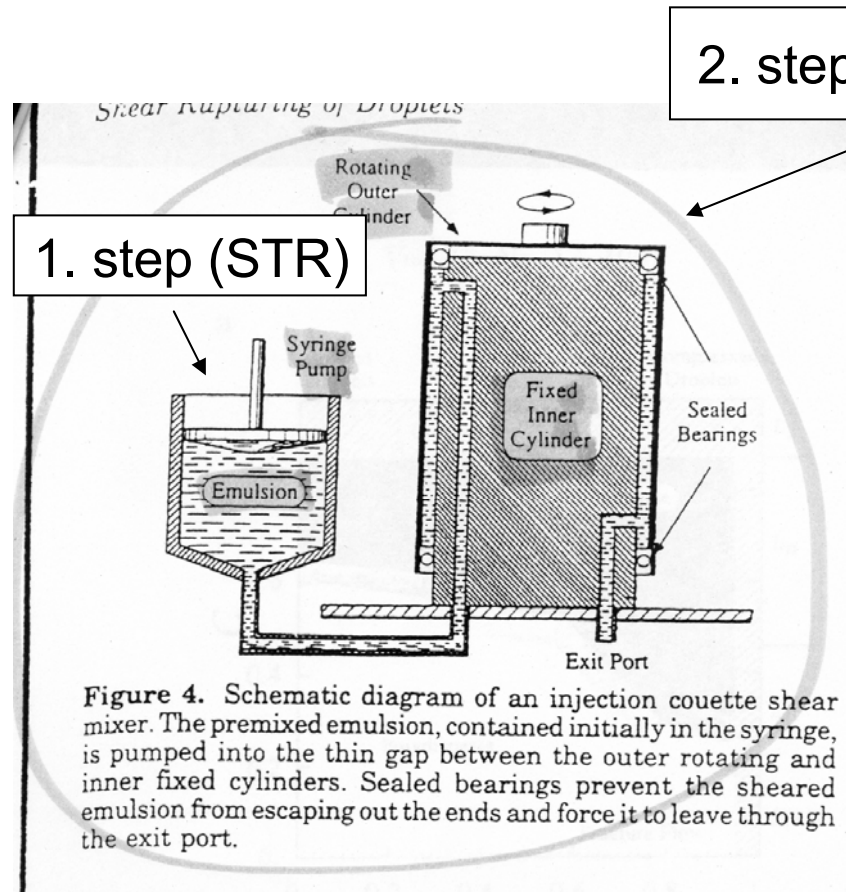 2. step
Shear Rupturing of Droplets
Rotating
Outer
Cylinder
1. step (STR)
Syringe
Pump
Fixed
Inner
Cylinder
Sealed
Bearings
Emulsion
Exit Port
Figure 4. Schematic diagram of an injection couette shear
mixer. The premixed emulsion, contained initially in the syringe,
is pumped into the thin gap between the outer rotating and
inner fixed cylinders. Sealed bearings prevent the sheared
emulsion from escaping out the ends and force it to leave through
the exit port.